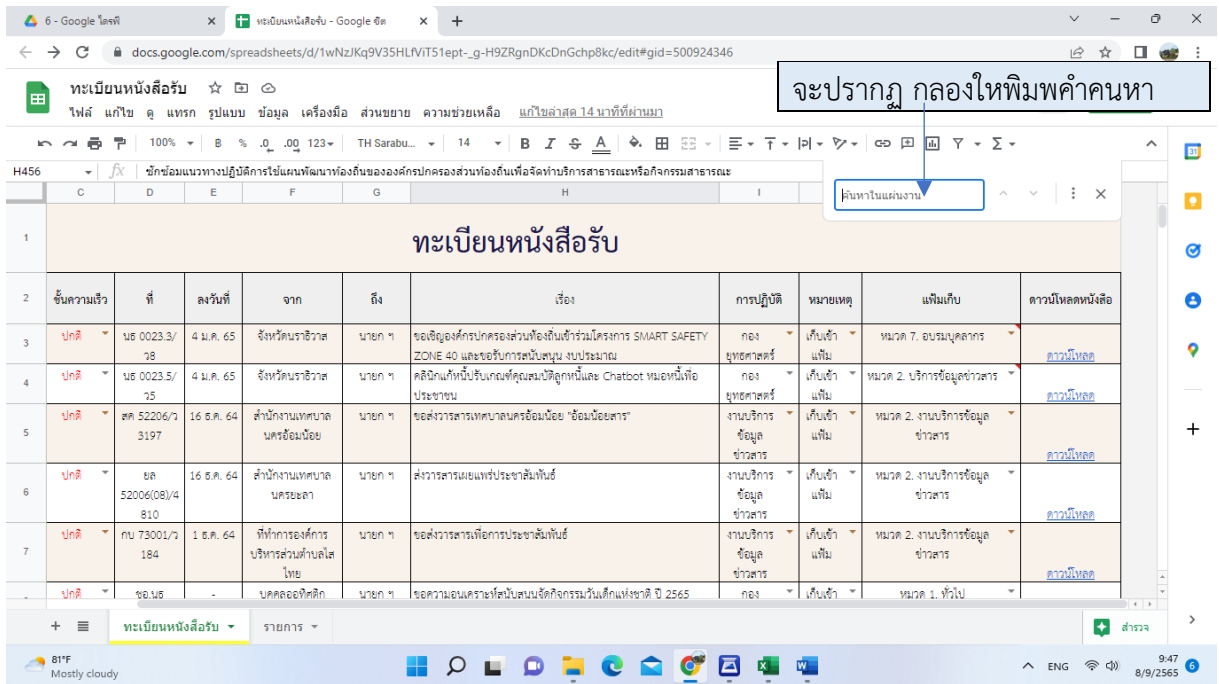 6 - Google ไดรฟ์
ทะเบียนหนังสือรับ - Google ชีต
docs.google.com/spreadsheets/d/1wNzJKq9V35HLfViT51ept-_g-H9ZRgnDKcDnGchp8kc/edit#gid=500924346
จะปรากฏ กลองใหพิมพคําคนหา
ทะเบียนหนังสือรับ
ไฟล์ แก้ไข ดู แทรก รูปแบบ ข้อมูล เครื่องมือ ส่วนขยาย ความช่วยเหลือ แก้ไขล่าสุด 14 นาทีที่ผ่านมา
100% ฿ % .0 .00 123 TH Sarabu... 14 B I S A
H456 fx ซักซ้อมแนวทางปฏิบัติการใช้แผนพัฒนาท้องถิ่นขององค์กรปกครองส่วนท้องถิ่นเพื่อจัดทำบริการสาธารณะหรือกิจกรรมสาธารณะ
ค้นหาในแผ่นงาน
C D E F G H I
1 ทะเบียนหนังสือรับ
2 ชั้นความเร็ว ที่ ลงวันที่ จาก ถึง เรื่อง การปฏิบัติ หมายเหตุ แฟ้มเก็บ ดาวน์โหลดหนังสือ
3 ปกติ นธ 0023.3/ว8 4 ม.ค. 65 จังหวัดนราธิวาส นายก ฯ ขอเชิญองค์กรปกครองส่วนท้องถิ่นเข้าร่วมโครงการ SMART SAFETY ZONE 40 และขอรับการสนับสนุน งบประมาณ กองยุทธศาสตร์ เก็บเข้าแฟ้ม หมวด 7. อบรมบุคลากร ดาวน์โหลด
4 ปกติ นธ 0023.5/ว5 4 ม.ค. 65 จังหวัดนราธิวาส นายก ฯ คลินิกแก้หนี้ปรับเกณฑ์คุณสมบัติลูกหนี้และ Chatbot หมอหนี้เพื่อประชาชน กองยุทธศาสตร์ เก็บเข้าแฟ้ม หมวด 2. บริการข้อมูลข่าวสาร ดาวน์โหลด
5 ปกติ สค 52206/ว3197 16 ธ.ค. 64 สำนักงานเทศบาลนครอ้อมน้อย นายก ฯ ขอส่งวารสารเทศบาลนครอ้อมน้อย "อ้อมน้อยสาร" งานบริการข้อมูลข่าวสาร เก็บเข้าแฟ้ม หมวด 2. งานบริการข้อมูลข่าวสาร ดาวน์โหลด
6 ปกติ ยล 52006(08)/4810 16 ธ.ค. 64 สำนักงานเทศบาลนครยะลา นายก ฯ ส่งวารสารเผยแพร่ประชาสัมพันธ์ งานบริการข้อมูลข่าวสาร เก็บเข้าแฟ้ม หมวด 2. งานบริการข้อมูลข่าวสาร ดาวน์โหลด
7 ปกติ กบ 73001/ว184 1 ธ.ค. 64 ที่ทำการองค์การบริหารส่วนตำบลไสไทย นายก ฯ ขอส่งวารสารเพื่อการประชาสัมพันธ์ งานบริการข้อมูลข่าวสาร เก็บเข้าแฟ้ม หมวด 2. งานบริการข้อมูลข่าวสาร ดาวน์โหลด
ปกติ ชอ.นธ - บุคคลออทิสติก นายก ฯ ขอความอนุเคราะห์สนับสนุนจัดกิจกรรมวันเด็กแห่งชาติ ปี 2565 กอง เก็บเข้า หมวด 1. ทั่วไป
ทะเบียนหนังสือรับ รายการ สำรวจ
81°F
Mostly cloudy
ENG 9:47
8/9/2565 6